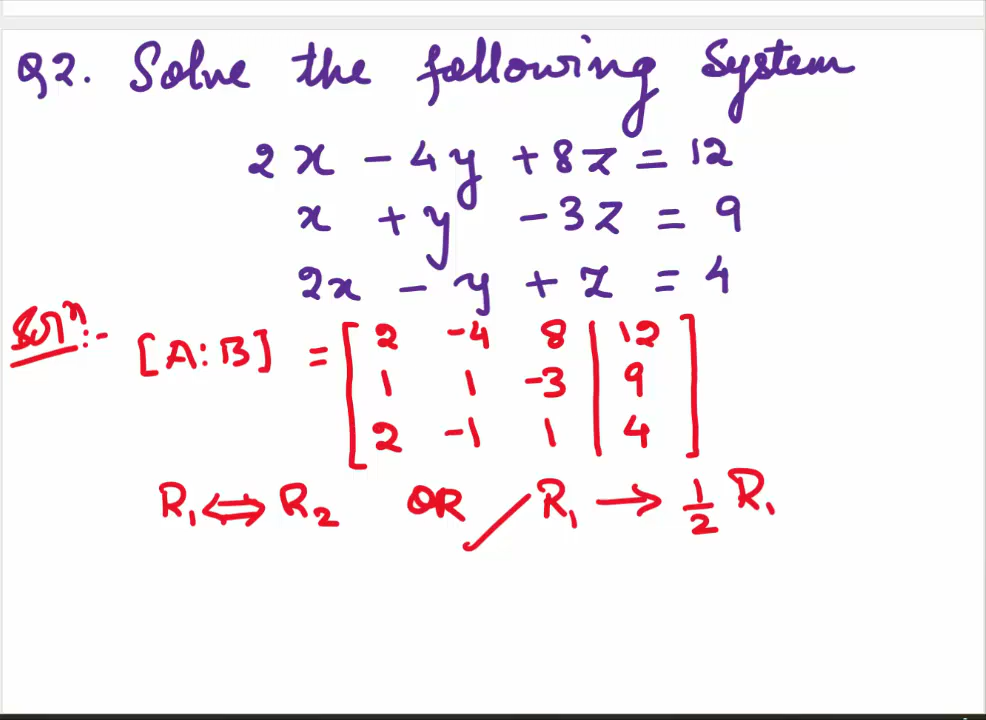 Q2. Solve the following System
2x - 4y + 8z = 12
x + y - 3z = 9
2x - y + z = 4
Solⁿ:- [A:B] = [ 2 -4 8 | 12 ]
1 1 -3 | 9
2 -1 1 | 4
R₁ ⇔ R₂ OR R₁ → 1/2 R₁